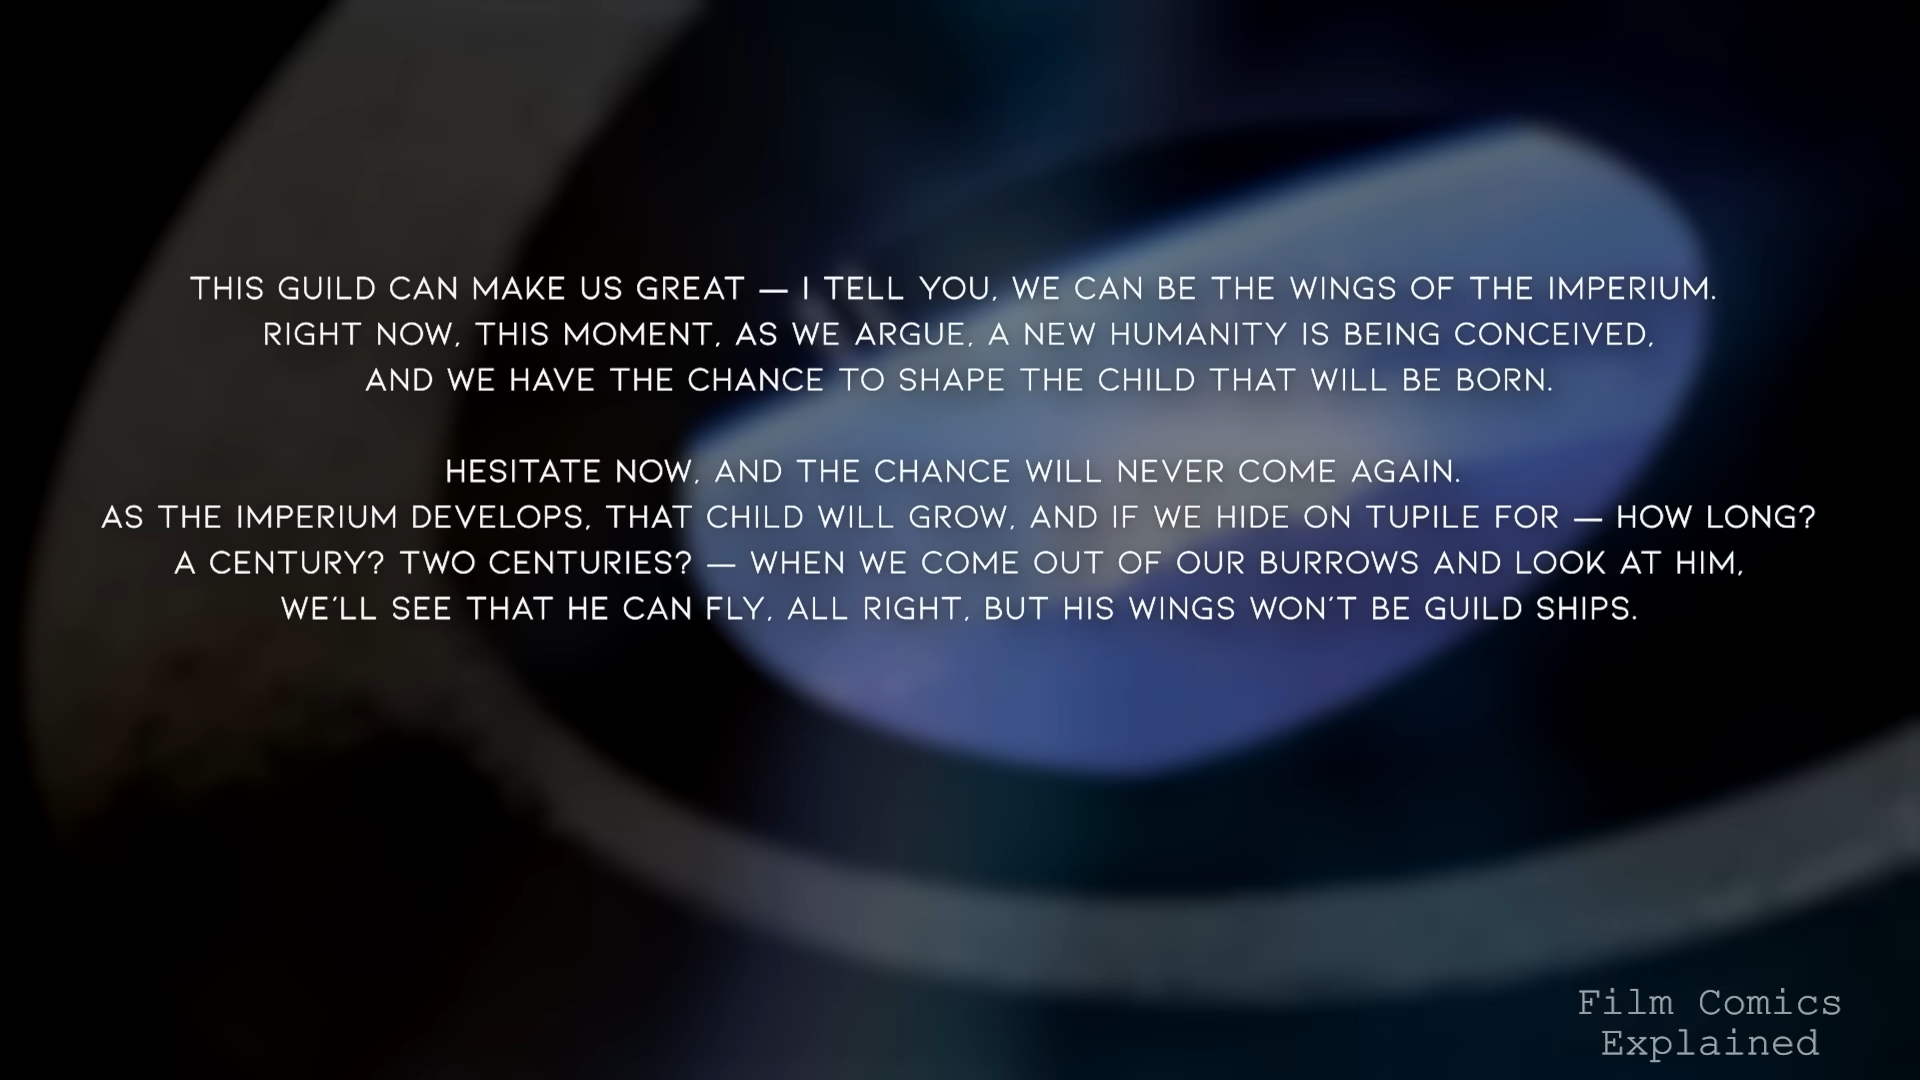 THIS GUILD CAN MAKE US GREAT — I TELL YOU, WE CAN BE THE WINGS OF THE IMPERIUM.
RIGHT NOW, THIS MOMENT, AS WE ARGUE, A NEW HUMANITY IS BEING CONCEIVED,
AND WE HAVE THE CHANCE TO SHAPE THE CHILD THAT WILL BE BORN.
HESITATE NOW, AND THE CHANCE WILL NEVER COME AGAIN.
AS THE IMPERIUM DEVELOPS, THAT CHILD WILL GROW, AND IF WE HIDE ON TUPILE FOR — HOW LONG?
A CENTURY? TWO CENTURIES? — WHEN WE COME OUT OF OUR BURROWS AND LOOK AT HIM,
WE'LL SEE THAT HE CAN FLY, ALL RIGHT, BUT HIS WINGS WON'T BE GUILD SHIPS.
Film Comics
Explained